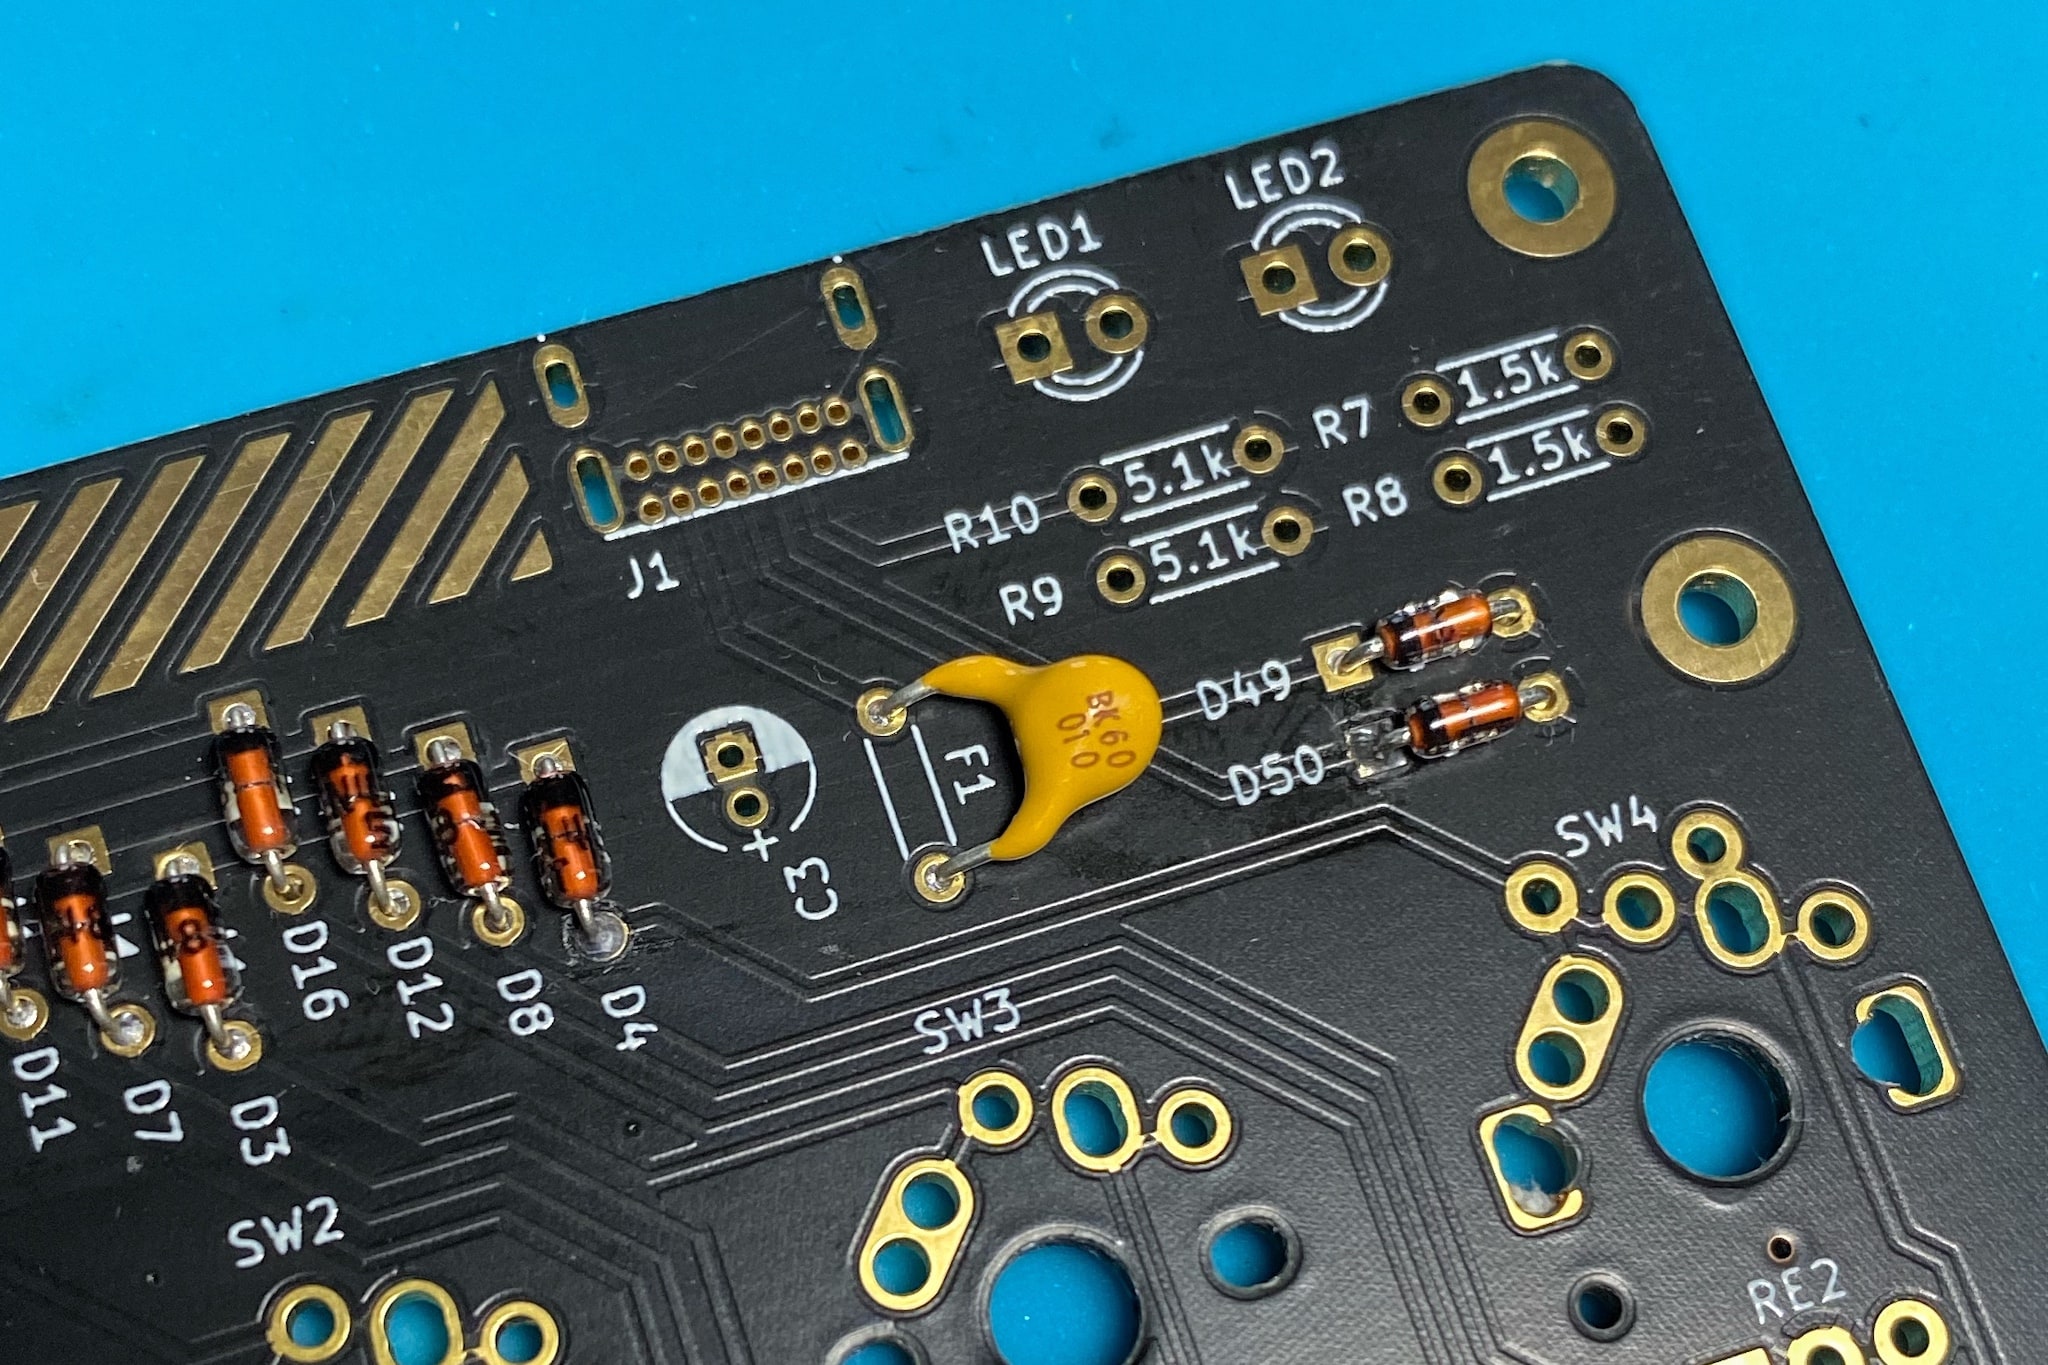 LED2
LED1
1.5k
R7
1.5k
5.1k
R8
R10
5.1k
R9
J1
D49
F1
BK60
010
D50
+
C3
SW4
D16
D12
D8
D4
SW3
D11
D7
D3
SW2
RE2